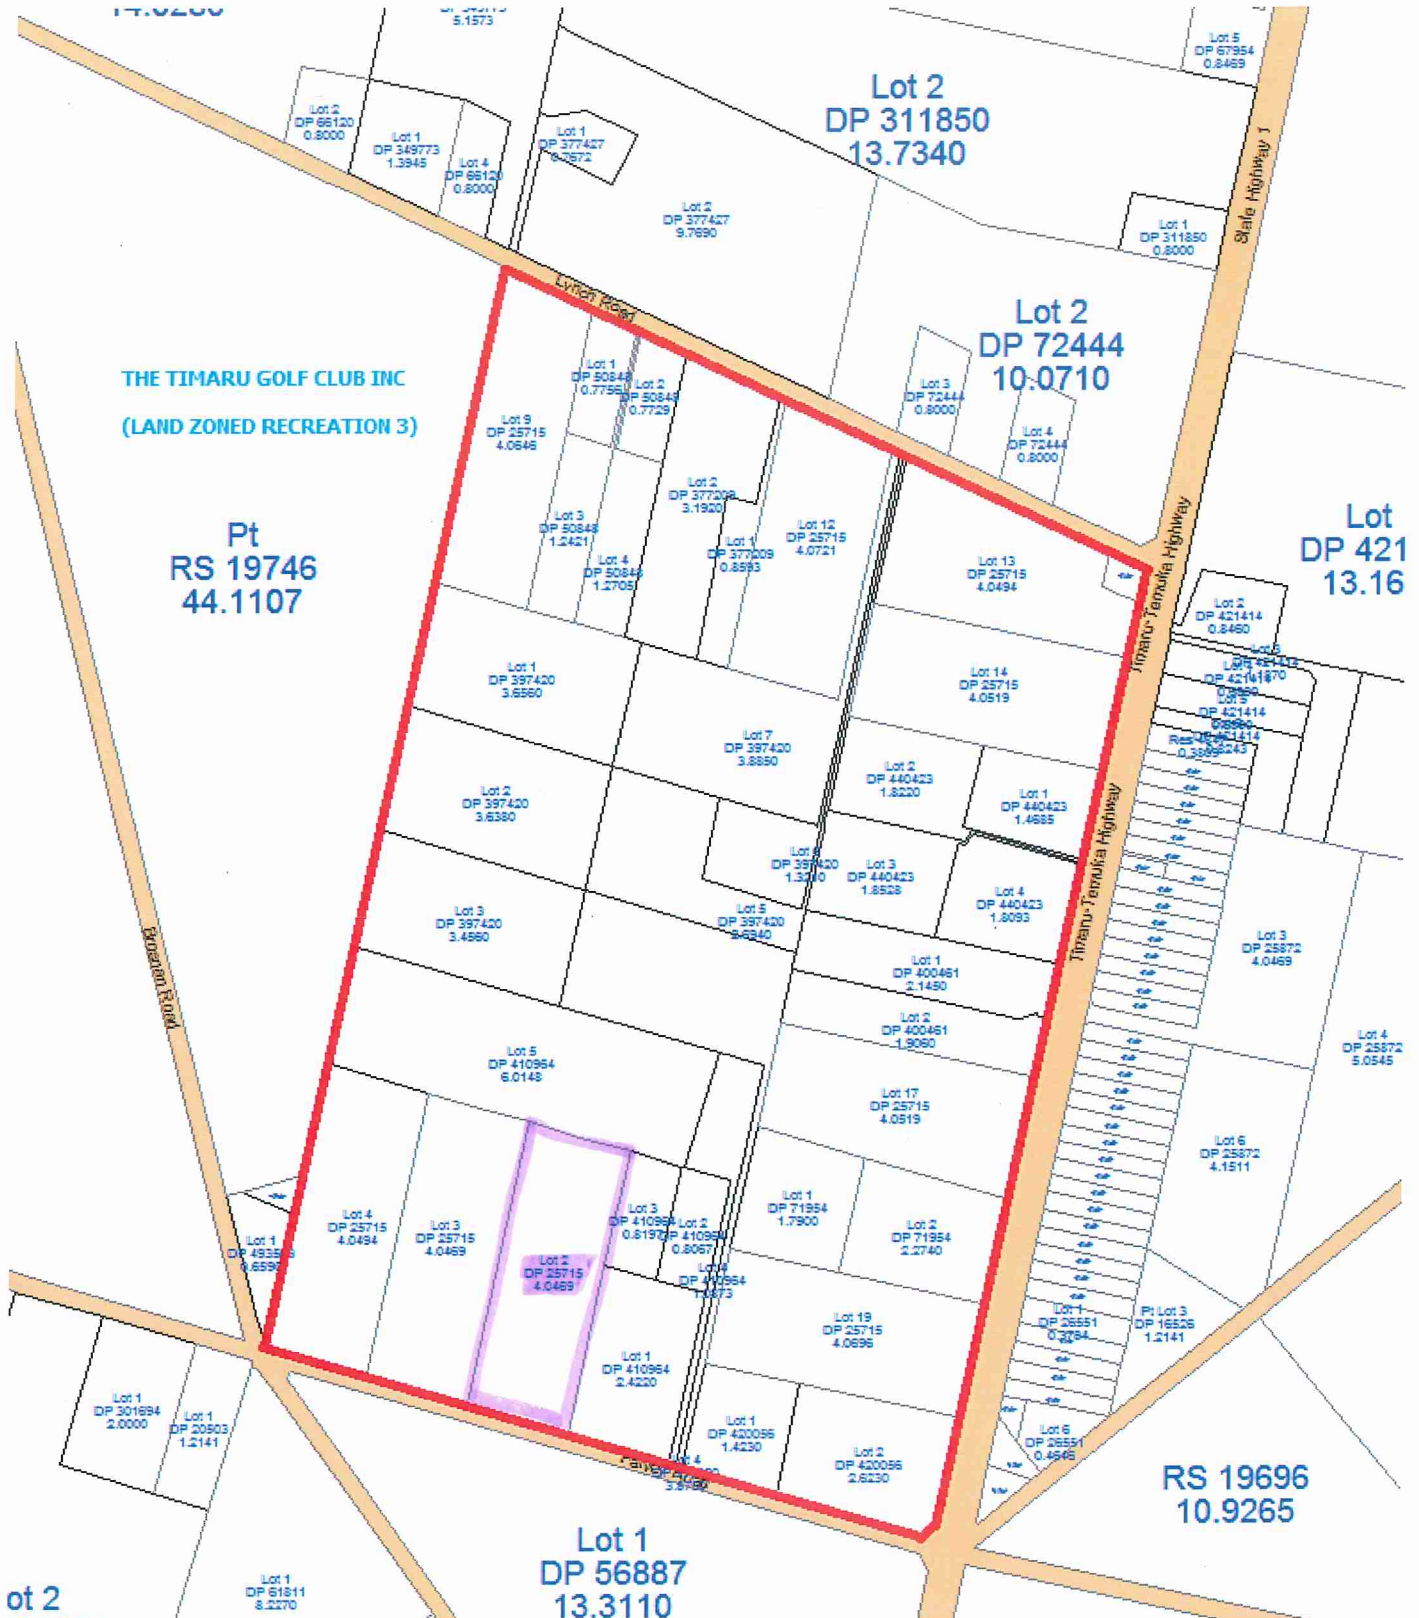 5.1573
Lot 5
DP 67954
0.8469
Lot 2
DP 311850
13.7340
Lot 2
DP 66120
0.8000
Lot 1
DP 349773
1.3945
Lot 4
DP 66120
0.8000
Lot 1
DP 377427
0.7672
Lot 2
DP 377427
9.7690
State Highway 1
Lot 1
DP 311850
0.8000
Lynch Road
Lot 2
DP 72444
10.0710
THE TIMARU GOLF CLUB INC
(LAND ZONED RECREATION 3)
Lot 1
DP 50848
Lot 2
DP 50848
0.7729
Lot 3
DP 72444
0.8000
Lot 4
DP 72444
0.8000
Lot 9
DP 25715
4.0646
Lot 2
DP 377209
3.1920
Lot 3
DP 50848
1.2421
Lot 4
DP 50848
1.2705
Lot 1
DP 377209
0.8593
Lot 12
DP 25715
4.0721
Lot 13
DP 25715
4.0494
Pt
RS 19746
44.1107
Timaru-Temuka Highway
Lot
DP 421
13.16
Lot 2
DP 421414
0.8460
Lot 3
DP 421414
Lot 1
DP 397420
3.6560
Lot 14
DP 25715
4.0519
Lot 7
DP 397420
3.8850
Lot 2
DP 440423
1.8220
Lot 1
DP 440423
1.4685
Lot 2
DP 397420
3.6380
Timaru-Temuka Highway
DP 397420
Lot 3
DP 440423
1.8528
Lot 4
DP 440423
1.8093
Lot 3
DP 397420
3.4560
Lot 5
DP 397420
Lot 3
DP 25872
4.0469
Lot 1
DP 400461
2.1450
Brosnan Road
Lot 2
DP 400461
1.9060
Lot 4
DP 25872
5.0545
Lot 5
DP 410964
6.0148
Lot 17
DP 25715
4.0519
Lot 6
DP 25872
4.1511
Lot 4
DP 25715
4.0494
Lot 3
DP 25715
4.0469
Lot 3
DP 410964
0.8197
Lot 2
DP 410964
0.8067
Lot 1
DP 71954
1.7900
Lot 2
DP 71954
2.2740
Lot 1
Lot 2
DP 25715
4.0469
Lot 4
DP 410964
Lot 19
DP 25715
4.0696
Lot 1
DP 26551
0.3784
Pt Lot 3
DP 16526
1.2141
Lot 1
DP 410964
2.4220
Lot 1
DP 301694
2.0000
Lot 1
DP 20503
1.2141
Lot 1
DP 420056
1.4230
Lot 2
DP 420056
2.6230
Lot 6
DP 26551
0.4646
RS 19696
10.9265
Lot 1
DP 56887
13.3110
Lot 1
DP 61811
8.2270
ot 2